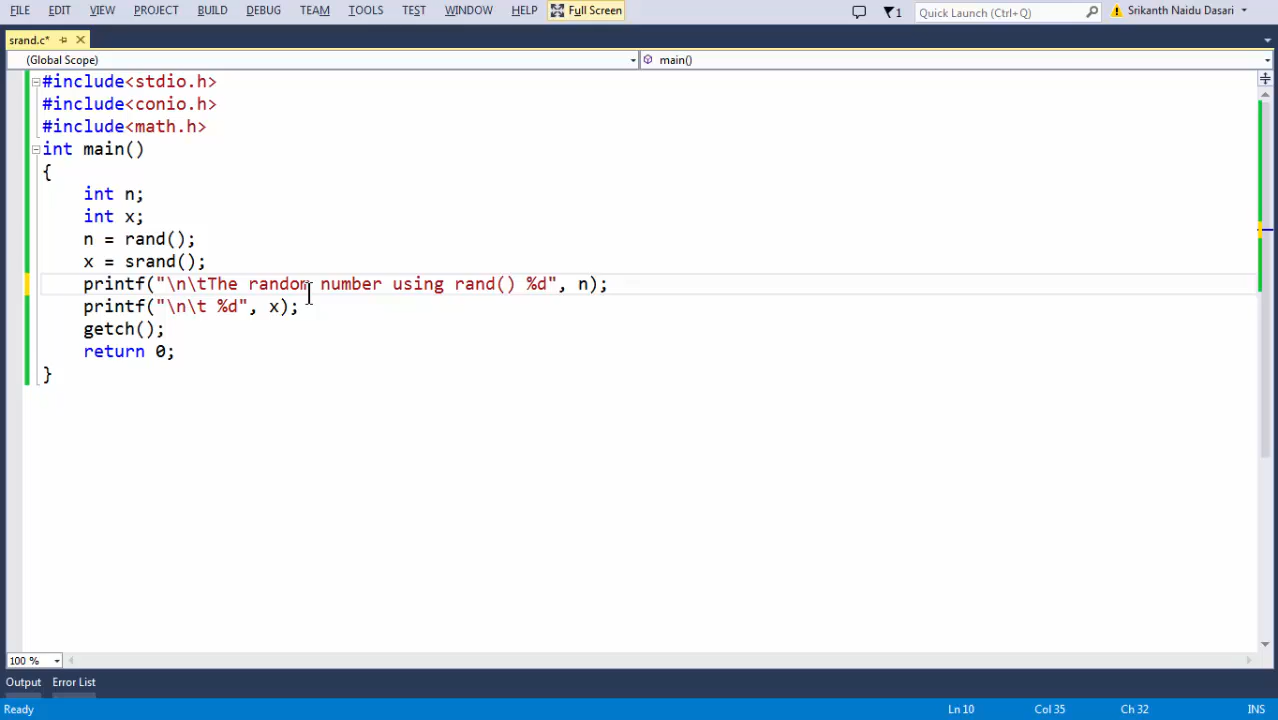 FILE EDIT VIEW PROJECT BUILD DEBUG TEAM TOOLS TEST WINDOW HELP Full Screen 1 Quick Launch (Ctrl+Q) Srikanth Naidu Dasari
srand.c*
(Global Scope) main()
#include<stdio.h>
#include<conio.h>
#include<math.h>
int main()
{
    int n;
    int x;
    n = rand();
    x = srand();
    printf("\n\tThe random number using rand() %d", n);
    printf("\n\t %d", x);
    getch();
    return 0;
}
100 %
Output Error List
Ready Ln 10 Col 35 Ch 32 INS